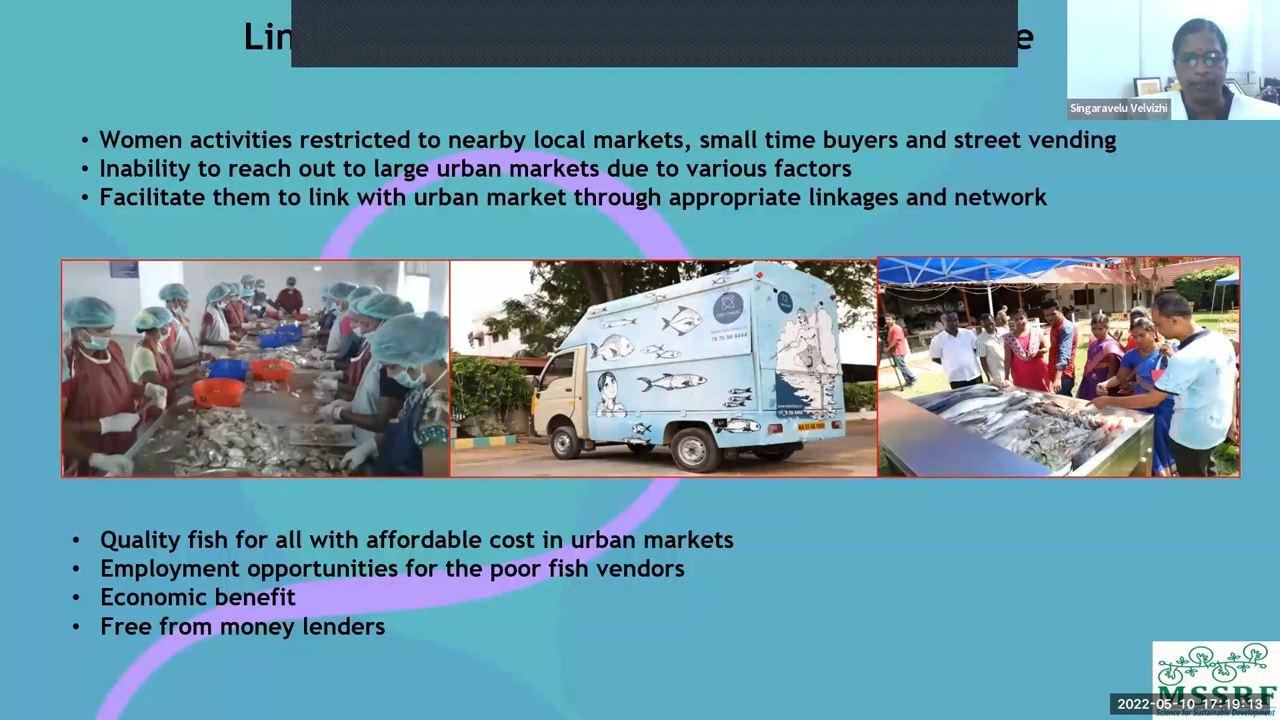 Lin
e
Singaravelu Velvizhi
• Women activities restricted to nearby local markets, small time buyers and street vending
• Inability to reach out to large urban markets due to various factors
• Facilitate them to link with urban market through appropriate linkages and network
• Quality fish for all with affordable cost in urban markets
• Employment opportunities for the poor fish vendors
• Economic benefit
• Free from money lenders
MSSRF
2022-05-10 17:19:13